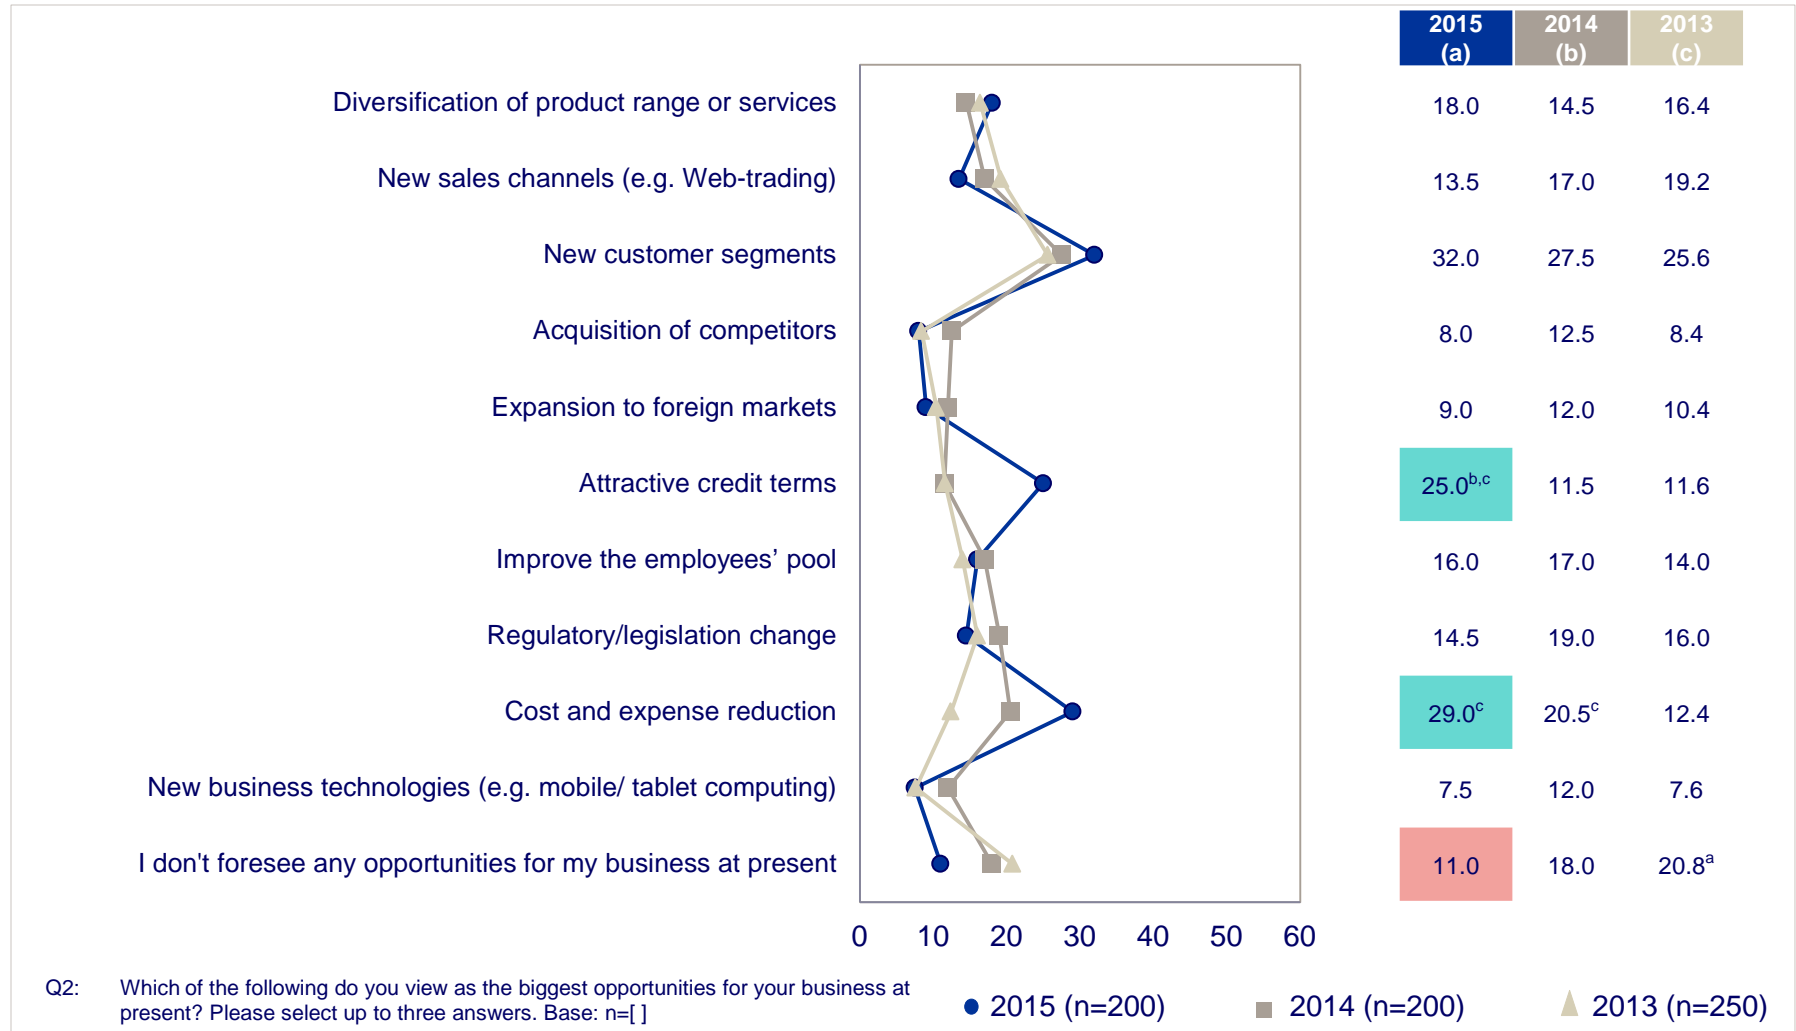 2015 2014 2013
(a) (b) (c)
Diversification of product range or services 18.0 14.5 16.4
New sales channels (e.g. Web-trading) 13.5 17.0 19.2
New customer segments 32.0 27.5 25.6
Acquisition of competitors 8.0 12.5 8.4
Expansion to foreign markets 9.0 12.0 10.4
Attractive credit terms 25.0b,c 11.5 11.6
Improve the employees’ pool 16.0 17.0 14.0
Regulatory/legislation change 14.5 19.0 16.0
Cost and expense reduction 29.0c 20.5c 12.4
New business technologies (e.g. mobile/ tablet computing) 7.5 12.0 7.6
I don't foresee any opportunities for my business at present 11.0 18.0 20.8a
0 10 20 30 40 50 60
Q2: Which of the following do you view as the biggest opportunities for your business at
present? Please select up to three answers. Base: n=[ ]
2015 (n=200) 2014 (n=200) 2013 (n=250)